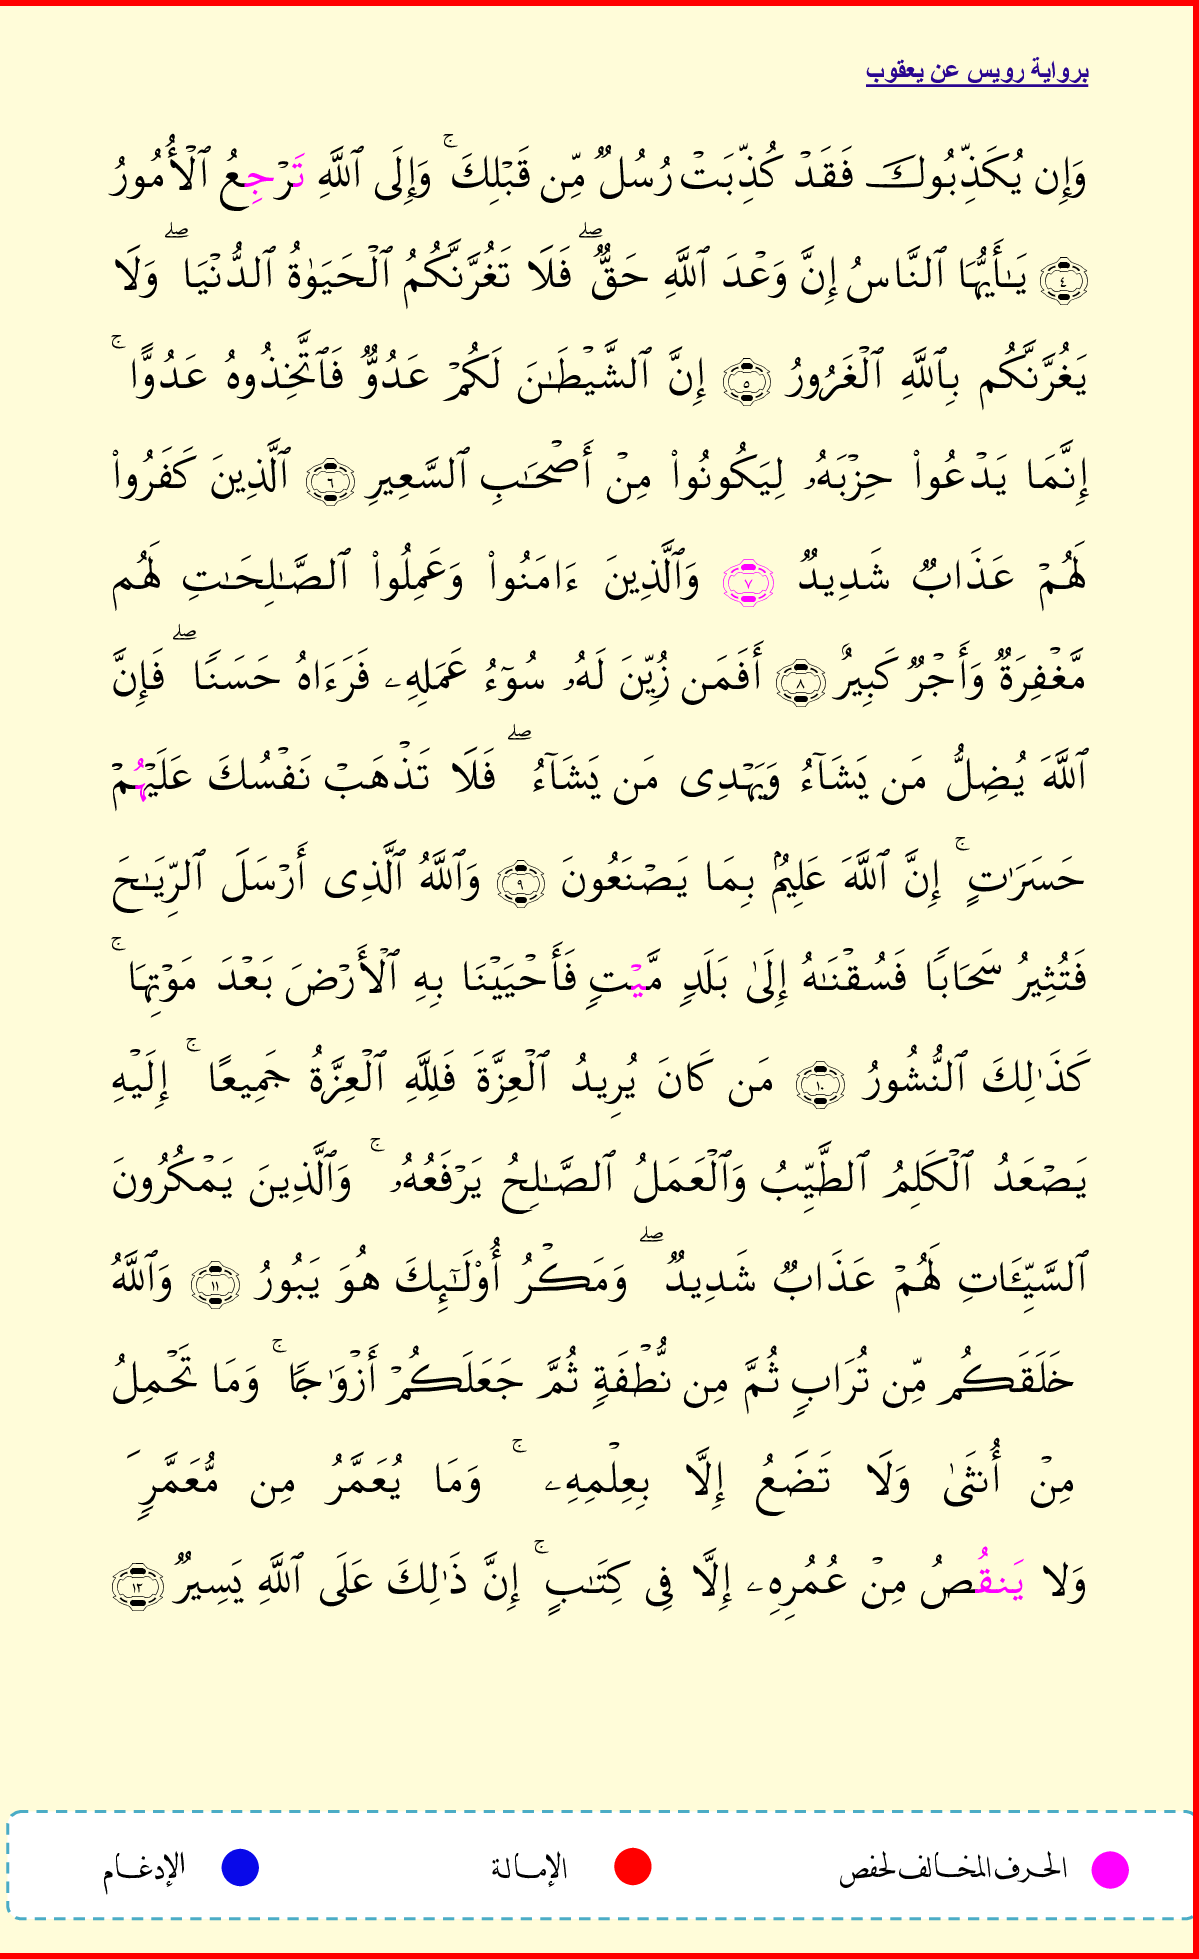 برواية رويس عن يعقوب
وَإِن يُكَذِّبُوكَ فَقَدْ كُذِّبَتْ رُسُلٌ مِّن قَبْلِكَ ۚ وَإِلَى ٱللَّهِ تَرْجِعُ ٱلْأُمُورُ
٤ يَـٰٓأَيُّهَا ٱلنَّاسُ إِنَّ وَعْدَ ٱللَّهِ حَقٌّ ۖ فَلَا تَغُرَّنَّكُمُ ٱلْحَيَوٰةُ ٱلدُّنْيَا ۖ وَلَا
يَغُرَّنَّكُم بِٱللَّهِ ٱلْغَرُورُ ٥ إِنَّ ٱلشَّيْطَـٰنَ لَكُمْ عَدُوٌّ فَٱتَّخِذُوهُ عَدُوًّا ۚ
إِنَّمَا يَدْعُوا۟ حِزْبَهُۥ لِيَكُونُوا۟ مِنْ أَصْحَـٰبِ ٱلسَّعِيرِ ٦ ٱلَّذِينَ كَفَرُوا۟
لَهُمْ عَذَابٌ شَدِيدٌ ٧ وَٱلَّذِينَ ءَامَنُوا۟ وَعَمِلُوا۟ ٱلصَّـٰلِحَـٰتِ لَهُم
مَّغْفِرَةٌ وَأَجْرٌ كَبِيرٌ ٨ أَفَمَن زُيِّنَ لَهُۥ سُوٓءُ عَمَلِهِۦ فَرَءَاهُ حَسَنًا ۖ فَإِنَّ
ٱللَّهَ يُضِلُّ مَن يَشَآءُ وَيَهْدِى مَن يَشَآءُ ۖ فَلَا تَذْهَبْ نَفْسُكَ عَلَيْهُمْ
حَسَرَٰتٍ ۚ إِنَّ ٱللَّهَ عَلِيمٌۢ بِمَا يَصْنَعُونَ ٩ وَٱللَّهُ ٱلَّذِى أَرْسَلَ ٱلرِّيَـٰحَ
فَتُثِيرُ سَحَابًا فَسُقْنَـٰهُ إِلَىٰ بَلَدٍ مَّيْتٍ فَأَحْيَيْنَا بِهِ ٱلْأَرْضَ بَعْدَ مَوْتِهَا ۚ
كَذَٰلِكَ ٱلنُّشُورُ ١٠ مَن كَانَ يُرِيدُ ٱلْعِزَّةَ فَلِلَّهِ ٱلْعِزَّةُ جَمِيعًا ۚ إِلَيْهِ
يَصْعَدُ ٱلْكَلِمُ ٱلطَّيِّبُ وَٱلْعَمَلُ ٱلصَّـٰلِحُ يَرْفَعُهُۥ ۚ وَٱلَّذِينَ يَمْكُرُونَ
ٱلسَّيِّـَٔاتِ لَهُمْ عَذَابٌ شَدِيدٌ ۖ وَمَكْرُ أُو۟لَـٰٓئِكَ هُوَ يَبُورُ ١١ وَٱللَّهُ
خَلَقَكُم مِّن تُرَابٍ ثُمَّ مِن نُّطْفَةٍ ثُمَّ جَعَلَكُمْ أَزْوَٰجًا ۚ وَمَا تَحْمِلُ
مِنْ أُنثَىٰ وَلَا تَضَعُ إِلَّا بِعِلْمِهِۦ ۚ وَمَا يُعَمَّرُ مِن مُّعَمَّرٍ
وَلا يَنقُصُ مِنْ عُمُرِهِۦٓ إِلَّا فِى كِتَـٰبٍ ۚ إِنَّ ذَٰلِكَ عَلَى ٱللَّهِ يَسِيرٌ ١٢
الحرف المخالف لحفص الإمالة الإدغام